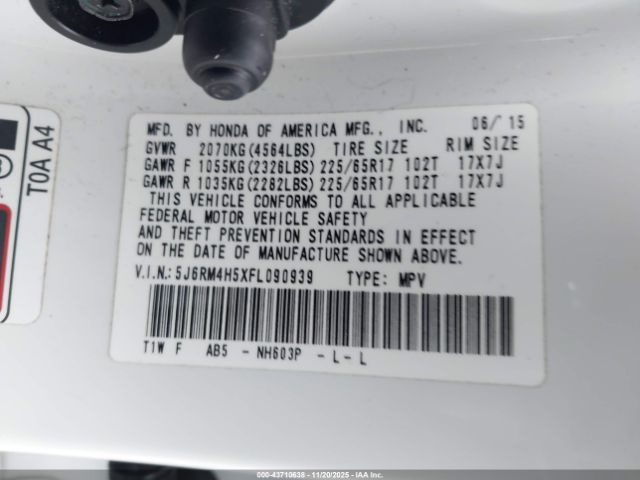 MFD. BY HONDA OF AMERICA MFG., INC. 06/15
GVWR 2070KG(4564LBS) TIRE SIZE RIM SIZE
GAWR F 1055KG(2326LBS) 225/65R17 102T 17X7J
GAWR R 1035KG(2282LBS) 225/65R17 102T 17X7J
THIS VEHICLE CONFORMS TO ALL APPLICABLE
FEDERAL MOTOR VEHICLE SAFETY
AND THEFT PREVENTION STANDARDS IN EFFECT
ON THE DATE OF MANUFACTURE SHOWN ABOVE.
V.I.N.: 5J6RM4H5XFL090939 TYPE: MPV
T1W F AB5 - NH603P - L - L
T0A A4
000-43710638 - 11/20/2025 - IAAI.COM